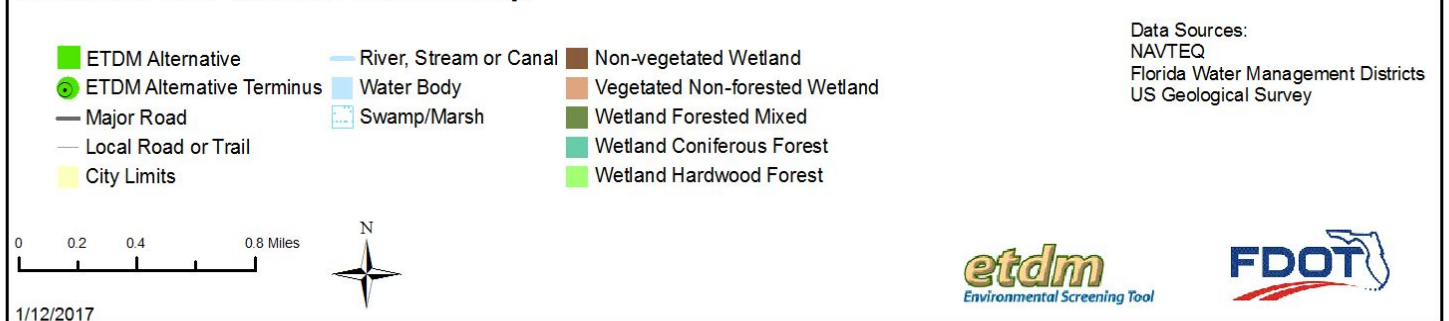 ETDM Alternative
ETDM Alternative Terminus
Major Road
Local Road or Trail
City Limits
River, Stream or Canal
Water Body
Swamp/Marsh
Non-vegetated Wetland
Vegetated Non-forested Wetland
Wetland Forested Mixed
Wetland Coniferous Forest
Wetland Hardwood Forest
Data Sources:
NAVTEQ
Florida Water Management Districts
US Geological Survey
0 0.2 0.4 0.8 Miles
N
etdm
Environmental Screening Tool
FDOT
1/12/2017